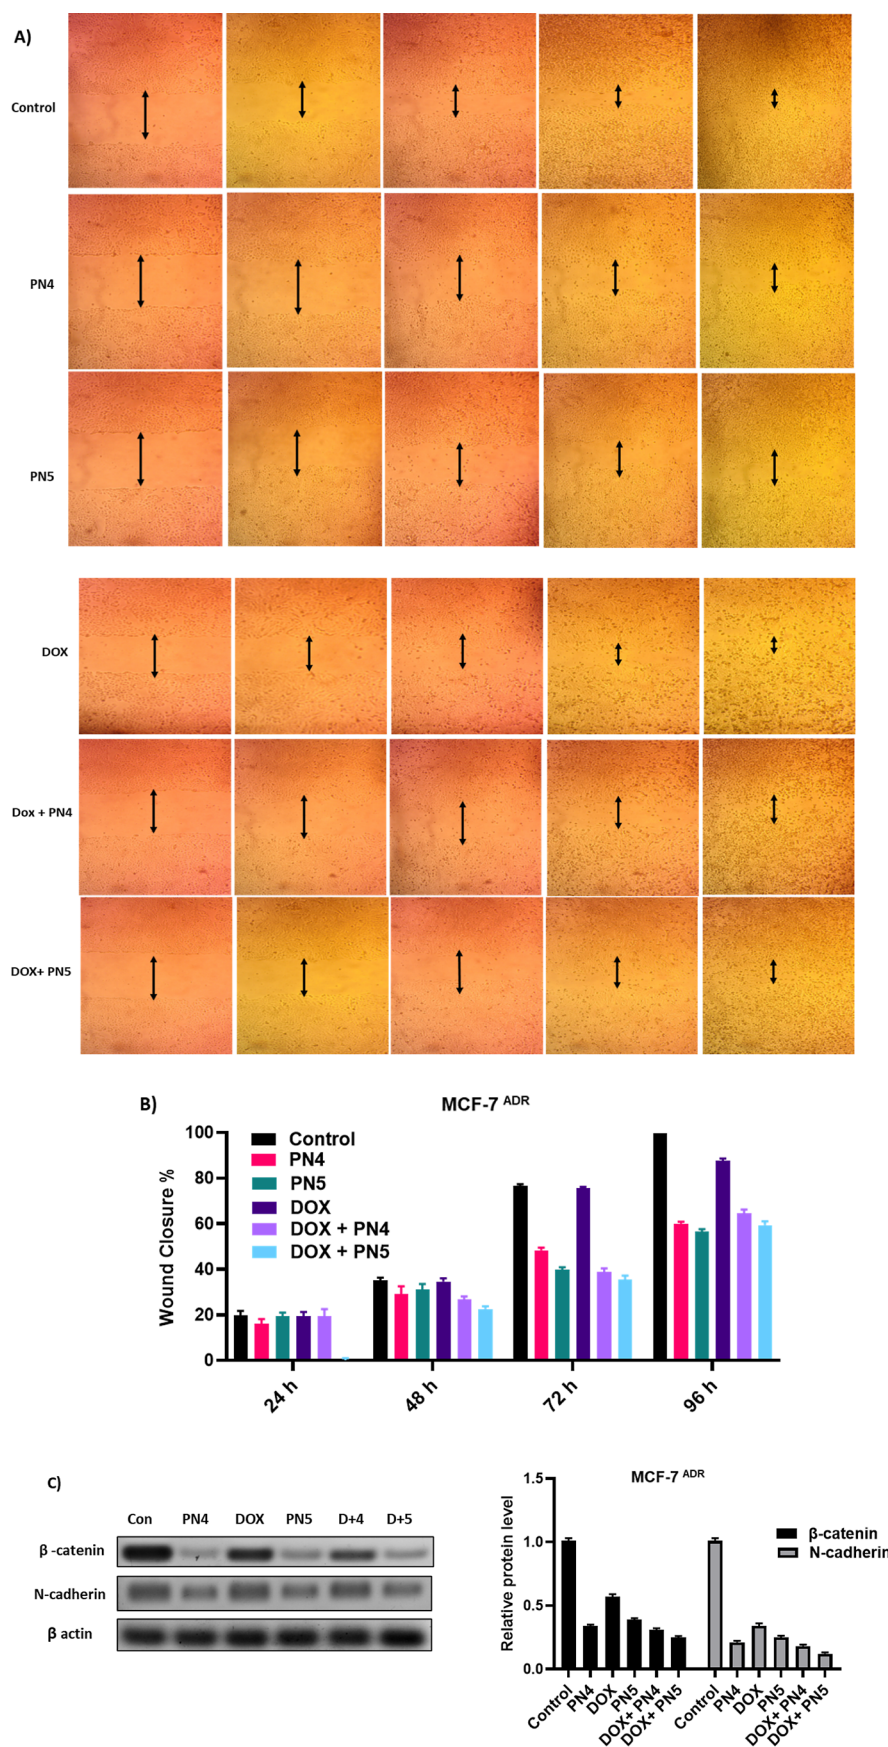 A)
Control
PN4
PN5
DOX
Dox + PN4
DOX+ PN5
B)
MCF-7 ADR
Wound Closure %
100
80
60
40
20
0
Control
PN4
PN5
DOX
DOX + PN4
DOX + PN5
24 h
48 h
72 h
96 h
C)
Con PN4 DOX PN5 D+4 D+5
β -catenin
N-cadherin
β actin
MCF-7 ADR
Relative protein level
1.5
1.0
0.5
0.0
β-catenin
N-cadherin
Control
PN4
DOX
PN5
DOX+ PN4
DOX+ PN5
Control
PN4
DOX
PN5
DOX+ PN4
DOX+ PN5